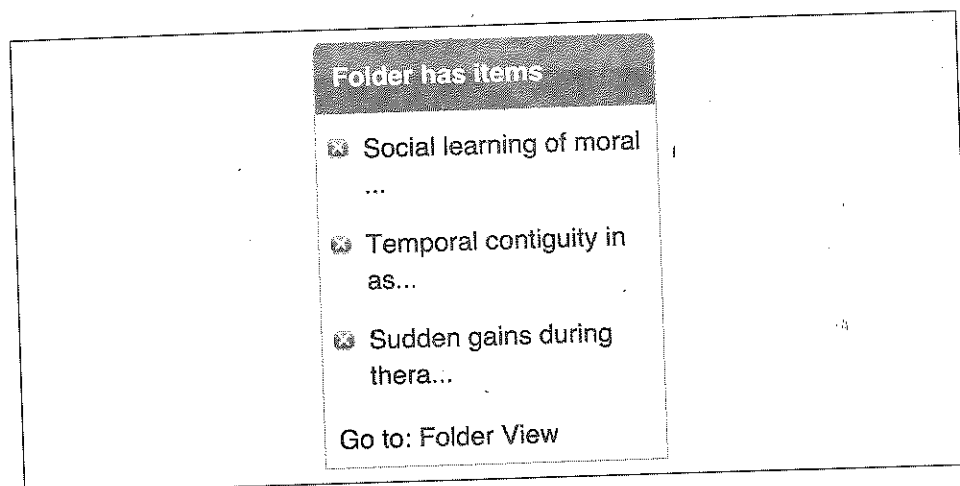 Folder has items
Social learning of moral
...
Temporal contiguity in
as...
Sudden gains during
thera...
Go to: Folder View